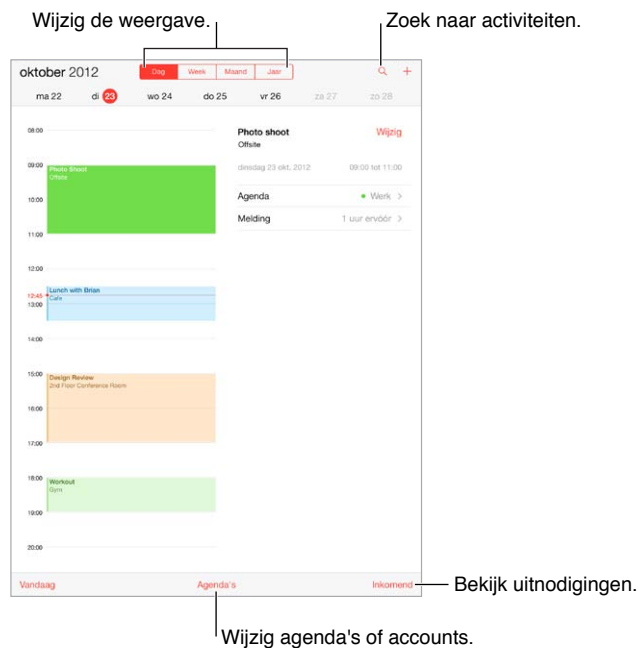 Wijzig de weergave.
Zoek naar activiteiten.
oktober 2012
Dag Week Maand Jaar
ma 22 di 23 wo 24 do 25 vr 26 za 27 zo 28
08:00
09:00
Photo Shoot
Offsite
10:00
11:00
12:00
Lunch with Brian
12:45
Cafe
13:00
14:00
15:00
Design Review
2nd Floor Conference Room
16:00
17:00
18:00
Workout
Gym
19:00
20:00
Photo shoot
Wijzig
Offsite
dinsdag 23 okt. 2012
09:00 tot 11:00
Agenda
Werk >
Melding
1 uur ervóór >
Vandaag
Agenda's
Inkomend
Bekijk uitnodigingen.
Wijzig agenda's of accounts.